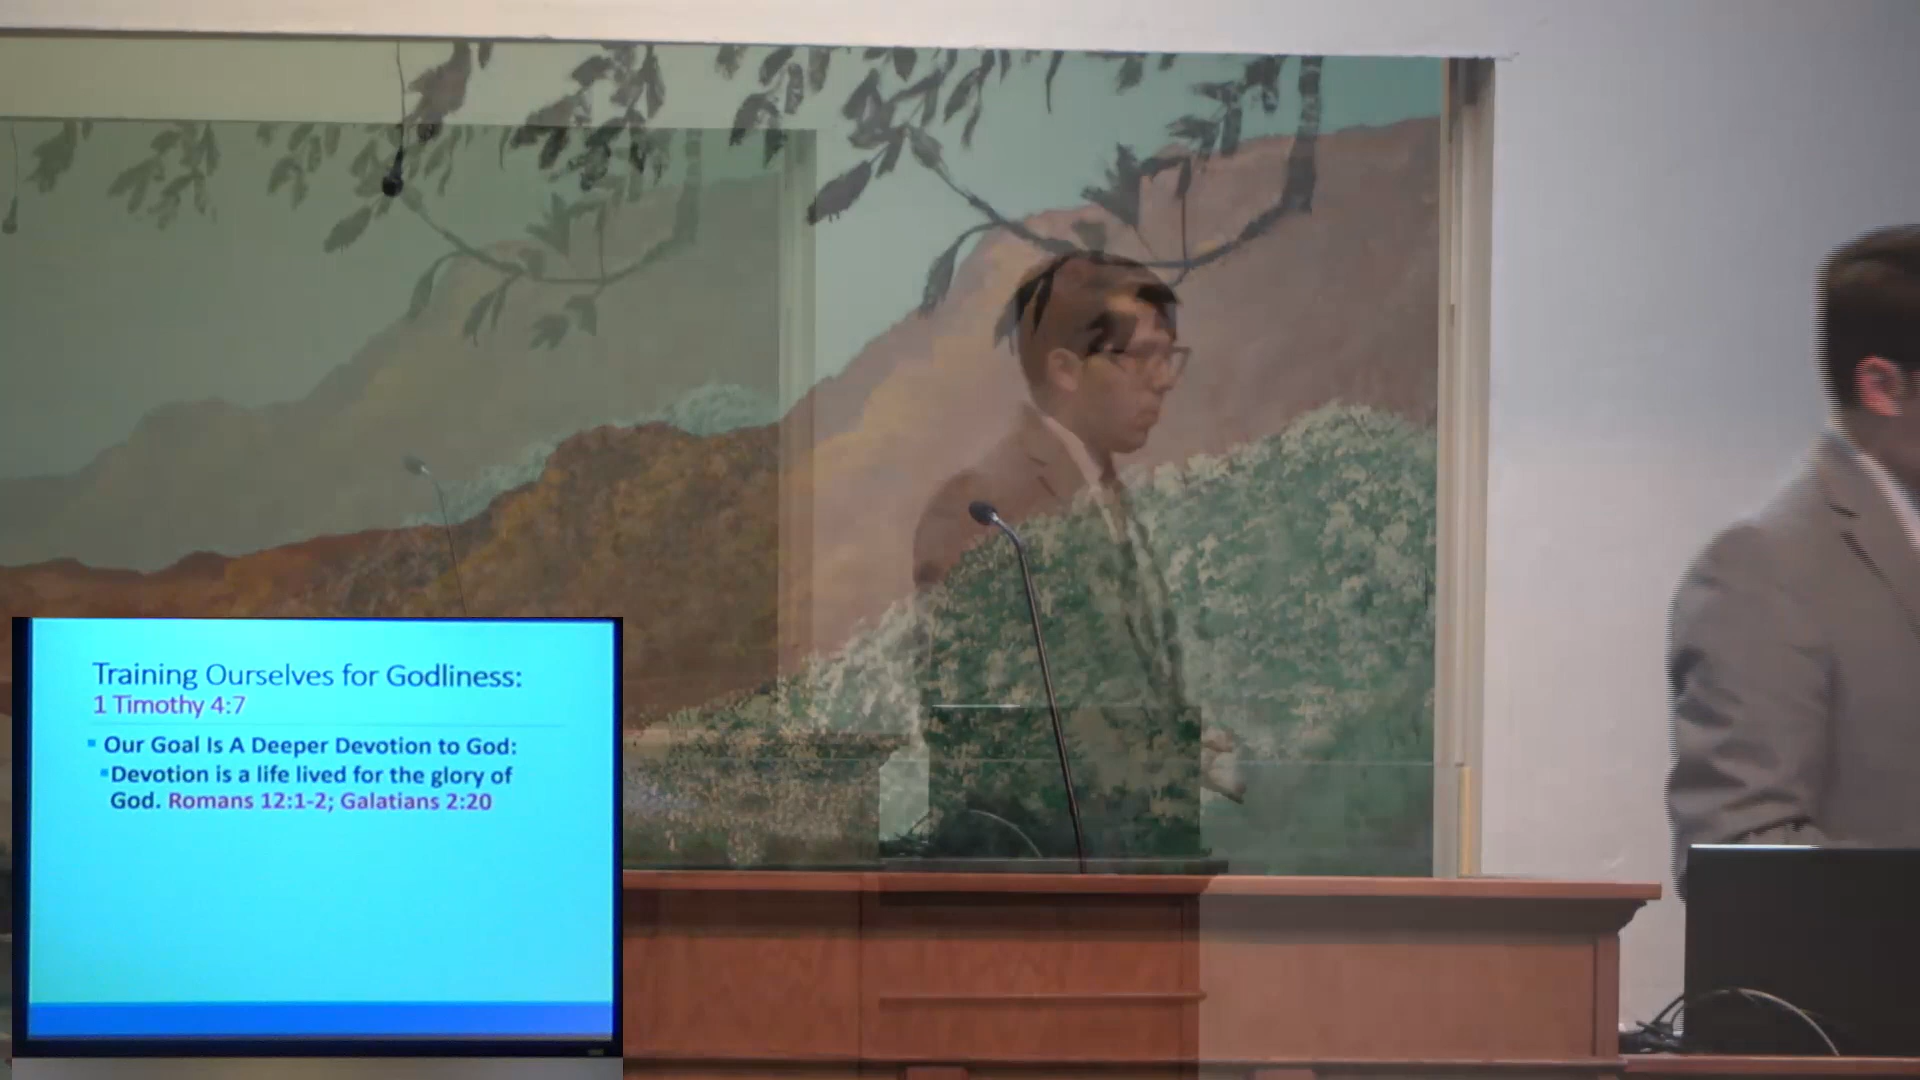 Training Ourselves for Godliness:
1 Timothy 4:7
Our Goal Is A Deeper Devotion to God:
Devotion is a life lived for the glory of
God. Romans 12:1-2; Galatians 2:20